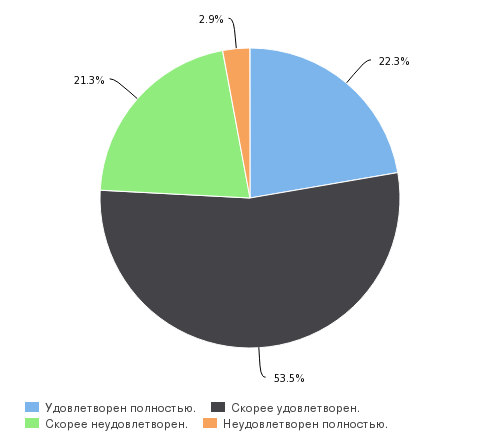 2.9%
22.3%
21.3%
53.5%
Удовлетворен полностью. Скорее удовлетворен.
Скорее неудовлетворен. Неудовлетворен полностью.